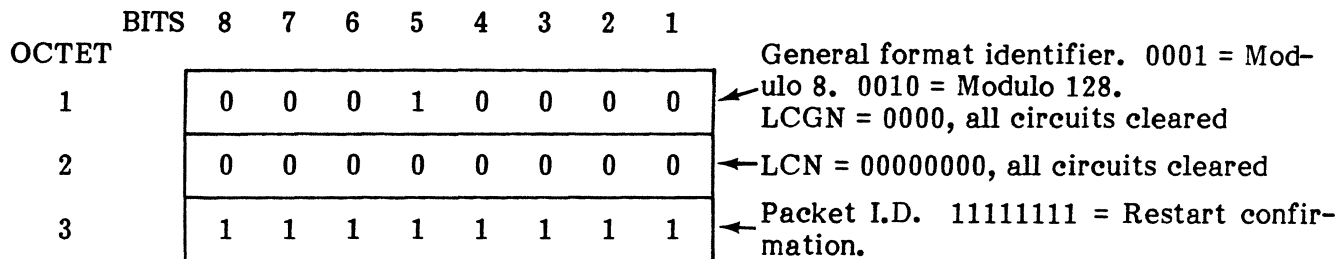 BITS 8 7 6 5 4 3 2 1
OCTET
1 0 0 0 1 0 0 0 0
General format identifier. 0001 = Mod-
ulo 8. 0010 = Modulo 128.
LCGN = 0000, all circuits cleared
2 0 0 0 0 0 0 0 0 LCN = 00000000, all circuits cleared
3 1 1 1 1 1 1 1 1 Packet I.D. 11111111 = Restart confir-
mation.